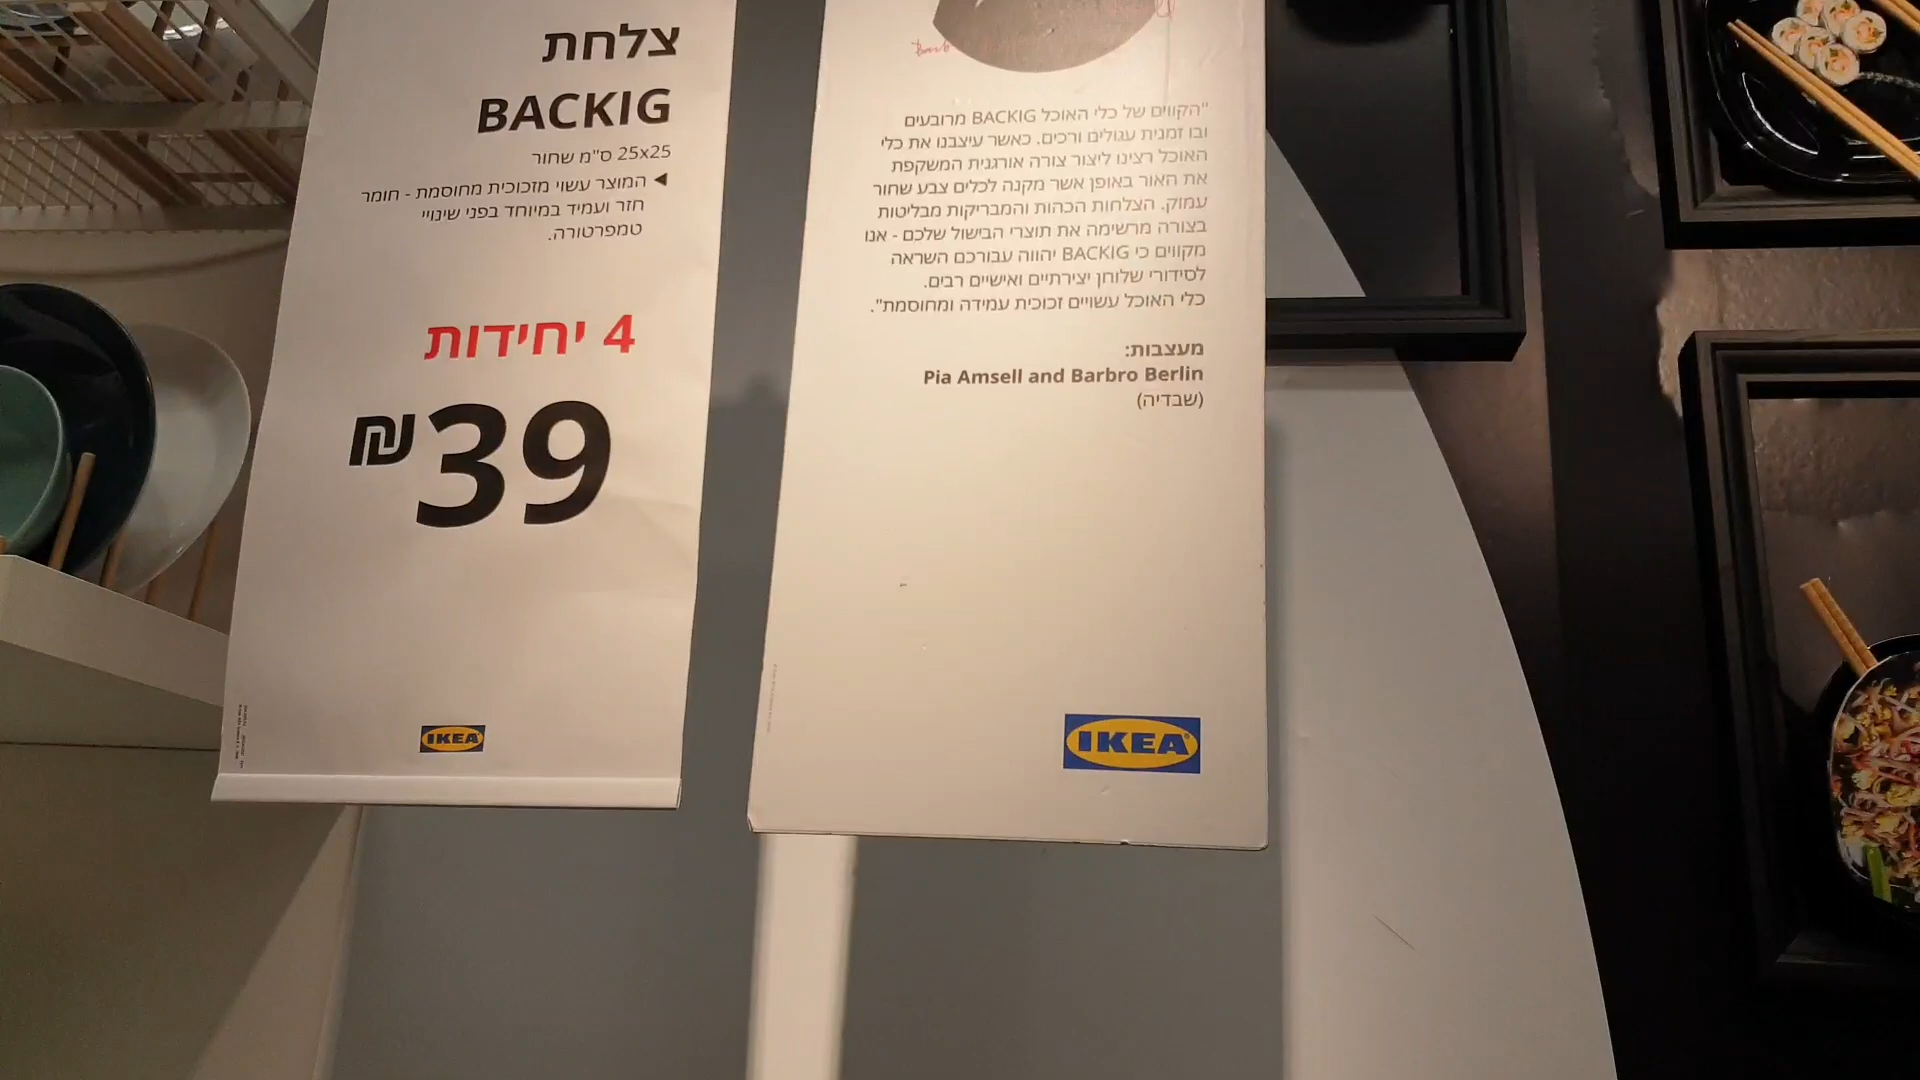 צלחת
BACKIG
25x25 ס"מ שחור
◄ המוצר עשוי מזכוכית מחוסמת - חומר
חזר ועמיד במיוחד בפני שינויי
טמפרטורה.
4 יחידות
₪39
IKEA
"הקווים של כלי האוכל BACKIG מרובעים
ובו זמנית עגולים ורכים. כאשר עיצבנו את כלי
האוכל רצינו ליצור צורה אורגנית המשקפת
את האור באופן אשר מקנה לכלים צבע שחור
עמוק. הצלחות הכהות והמבריקות מבליטות
בצורה מרשימה את תוצרי הבישול שלכם - אנו
מקווים כי BACKIG יהווה עבורכם השראה
לסידורי שלוחן יצירתיים ואישיים רבים.
כלי האוכל עשויים זכוכית עמידה ומחוסמת".
מעצבות:
Pia Amsell and Barbro Berlin
(שבדיה)
IKEA